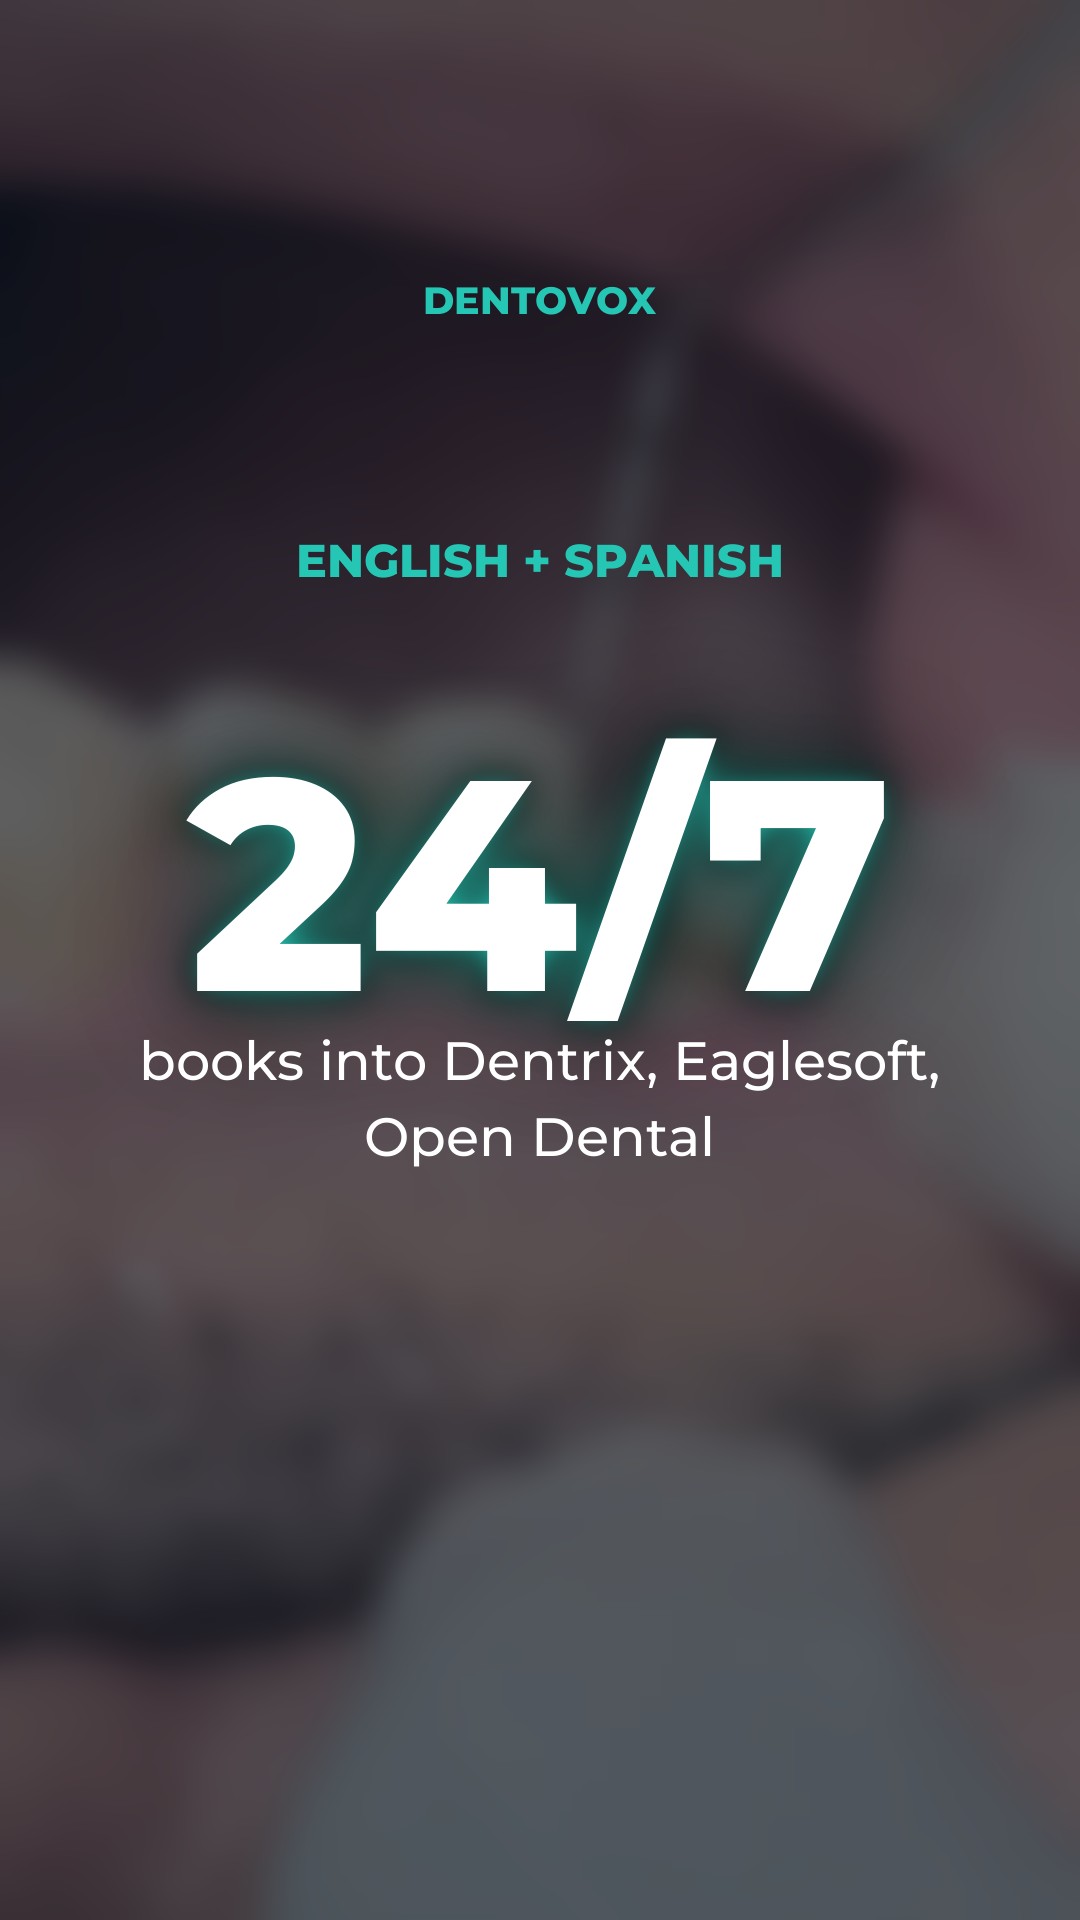 DENTOVOX
ENGLISH + SPANISH
24/7
books into Dentrix, Eaglesoft,
Open Dental